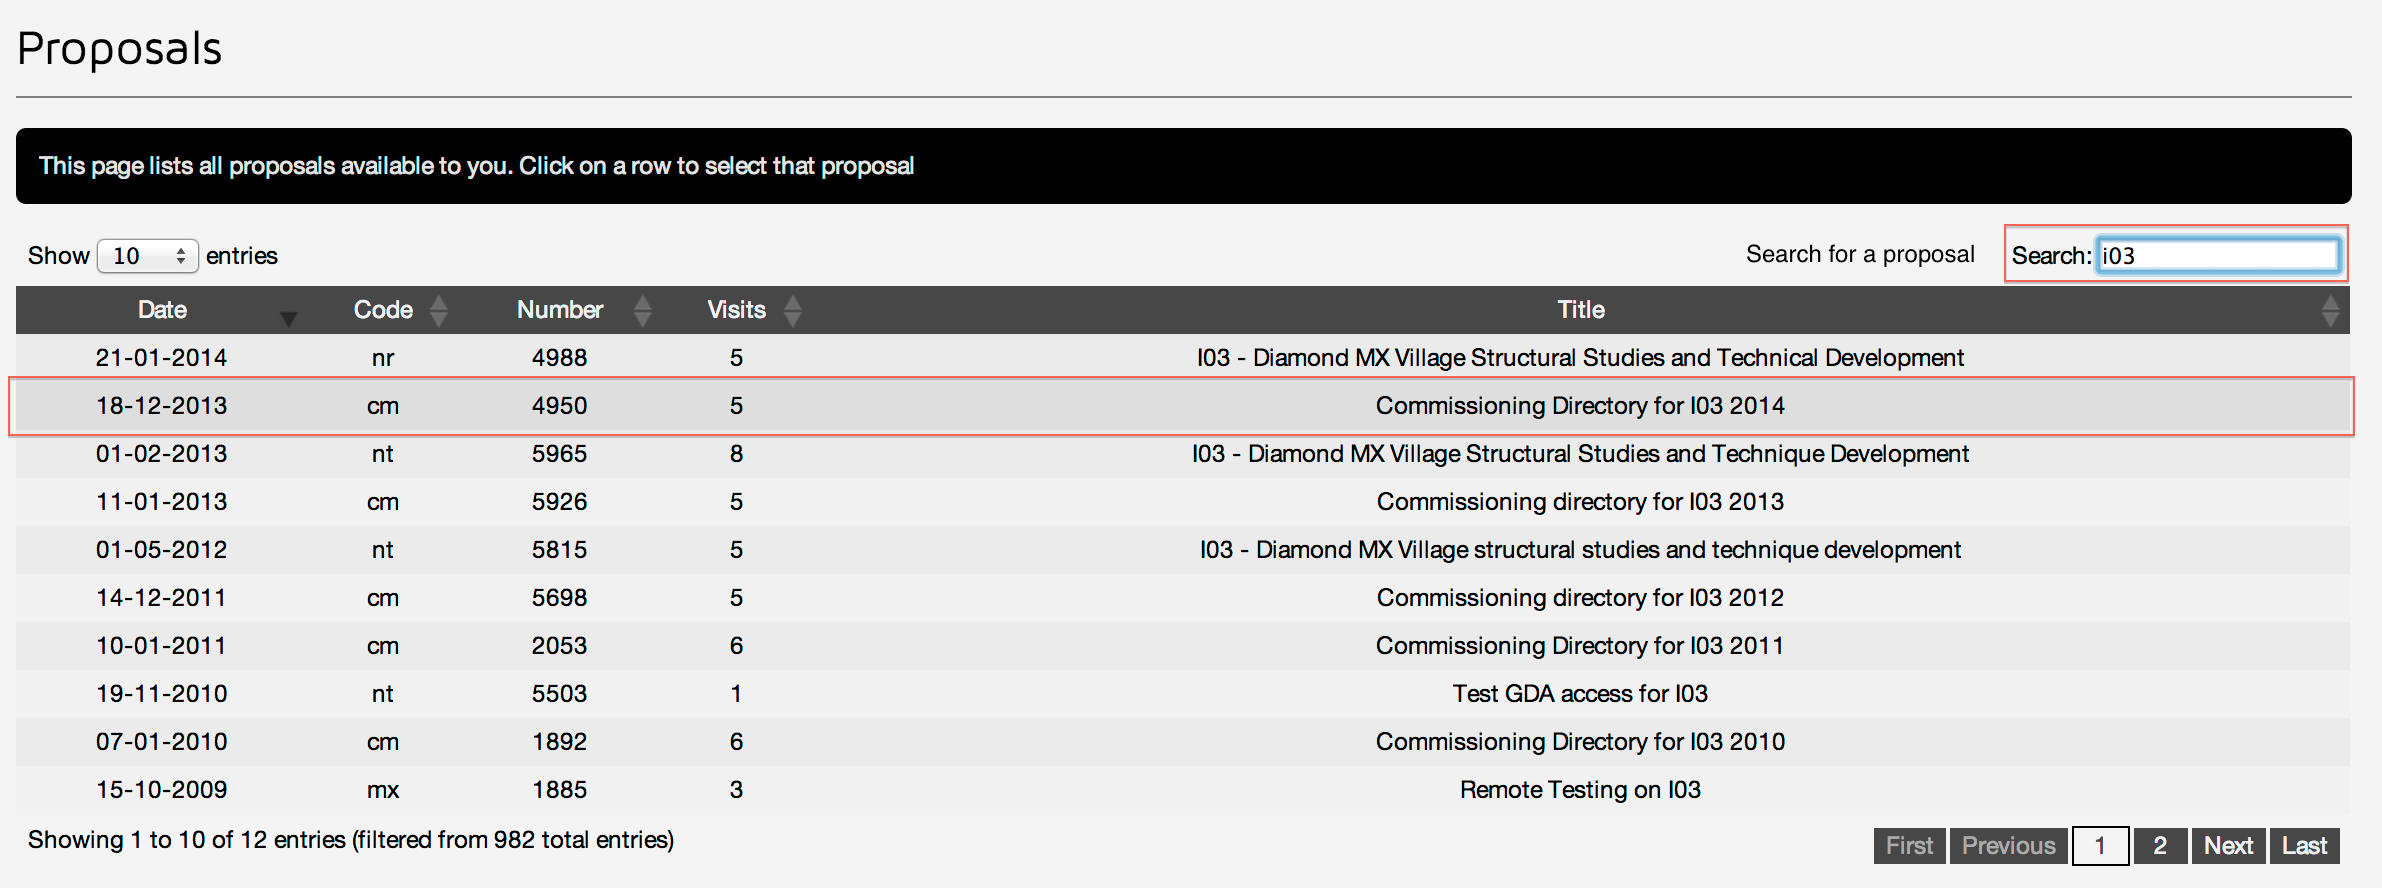 Proposals
This page lists all proposals available to you. Click on a row to select that proposal
Show 10 entries Search for a proposal Search: i03
Date Code Number Visits Title
21-01-2014 nr 4988 5 I03 - Diamond MX Village Structural Studies and Technical Development
18-12-2013 cm 4950 5 Commissioning Directory for I03 2014
01-02-2013 nt 5965 8 I03 - Diamond MX Village Structural Studies and Technique Development
11-01-2013 cm 5926 5 Commissioning directory for I03 2013
01-05-2012 nt 5815 5 I03 - Diamond MX Village structural studies and technique development
14-12-2011 cm 5698 5 Commissioning directory for I03 2012
10-01-2011 cm 2053 6 Commissioning Directory for I03 2011
19-11-2010 nt 5503 1 Test GDA access for I03
07-01-2010 cm 1892 6 Commissioning Directory for I03 2010
15-10-2009 mx 1885 3 Remote Testing on I03
Showing 1 to 10 of 12 entries (filtered from 982 total entries) First Previous 1 2 Next Last